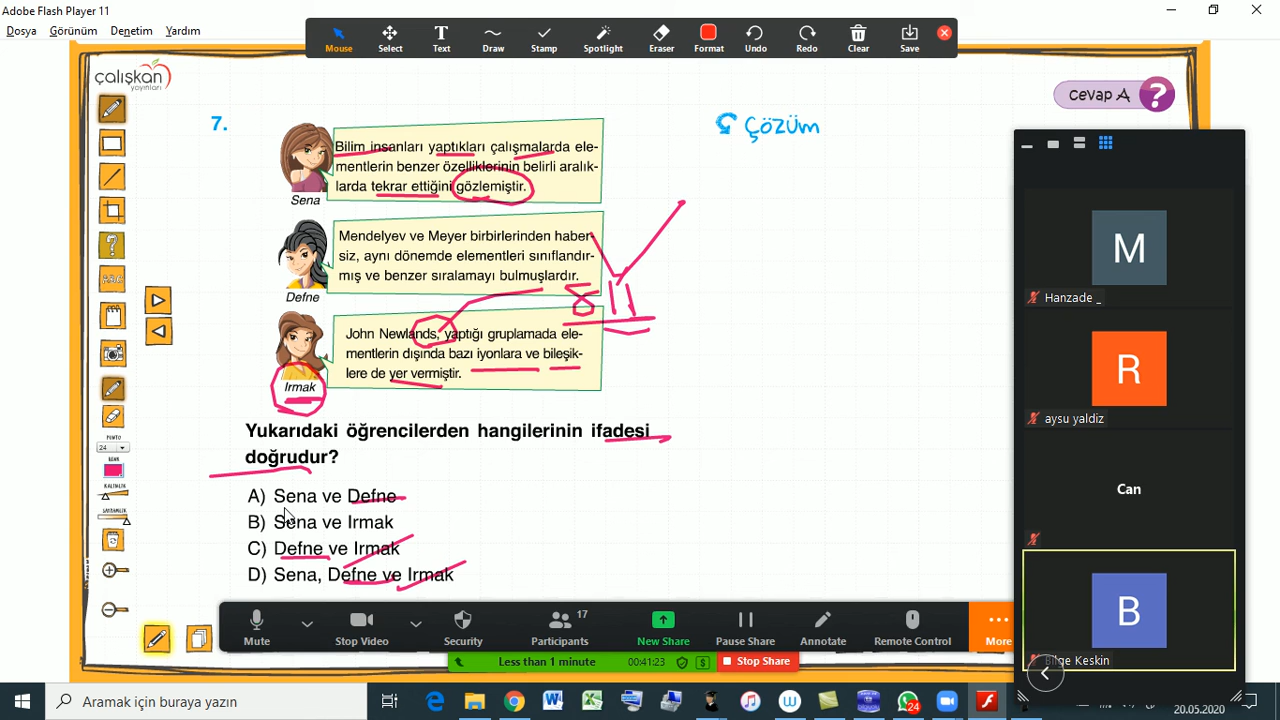 Adobe Flash Player 11
Dosya Görünüm Denetim Yardım
Mouse Select Text Draw Stamp Spotlight Eraser Format Undo Redo Clear Save
çalışkan
yayınları
Cevap A ?
7.
Çözüm
Bilim insanları yaptıkları çalışmalarda ele-
mentlerin benzer özelliklerinin belirli aralık-
larda tekrar ettiğini gözlemiştir.
Sena
Mendelyev ve Meyer birbirlerinden haber-
siz, aynı dönemde elementleri sınıflandır-
mış ve benzer sıralamayı bulmuşlardır.
Defne
John Newlands, yaptığı gruplamada ele-
mentlerin dışında bazı iyonlara ve bileşik-
lere de yer vermiştir.
Irmak
8
Yukarıdaki öğrencilerden hangilerinin ifadesi
doğrudur?
A) Sena ve Defne
B) Sena ve Irmak
C) Defne ve Irmak
D) Sena, Defne ve Irmak
PUNTO
24
KALINLIK
M
Hanzade _
R
aysu yaldiz
Can
B
Bilge Keskin
Mute Stop Video Security Participants 17 New Share Pause Share Annotate Remote Control More
Less than 1 minute 00:41:23 Stop Share
Aramak için buraya yazın
24
20.05.2020